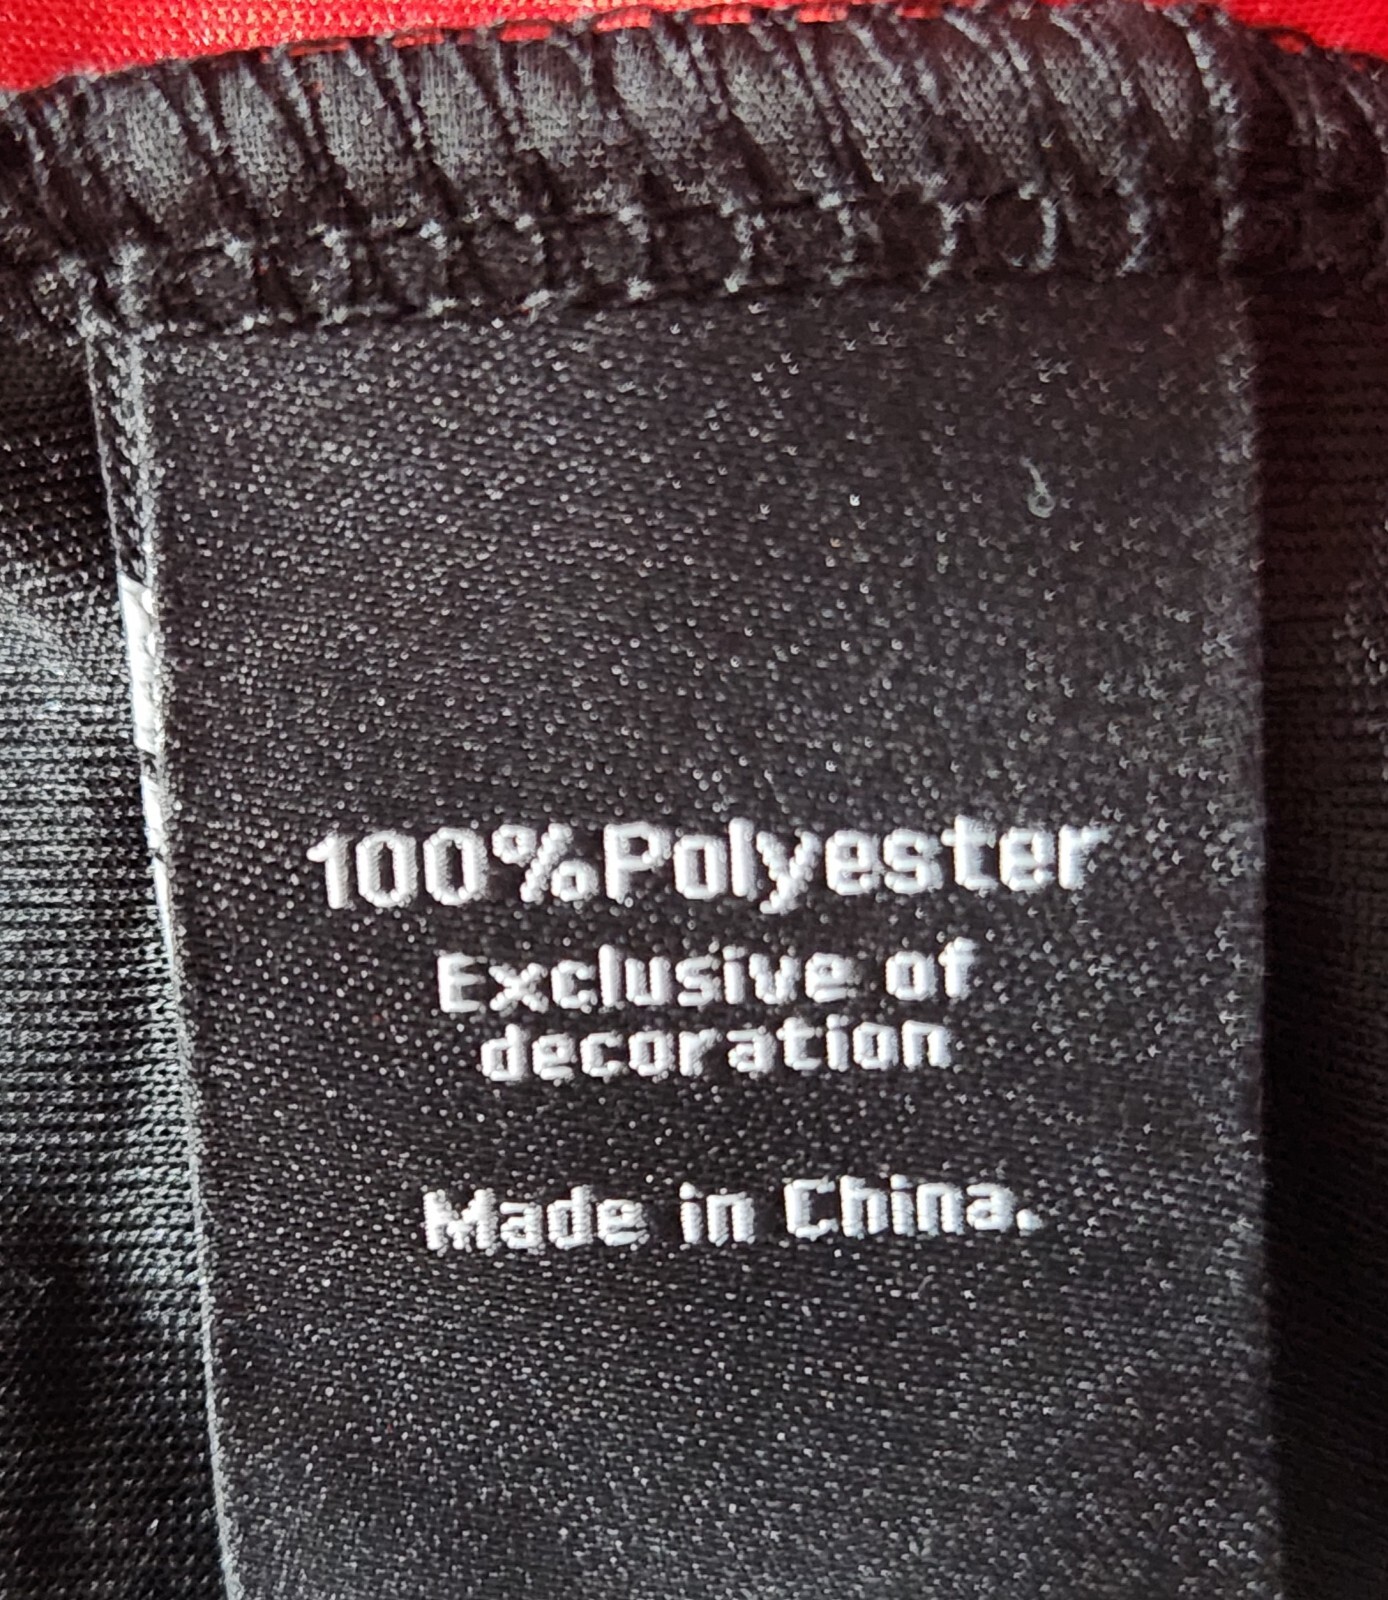 100%Polyester
Exclusive of
decoration
Made in China.